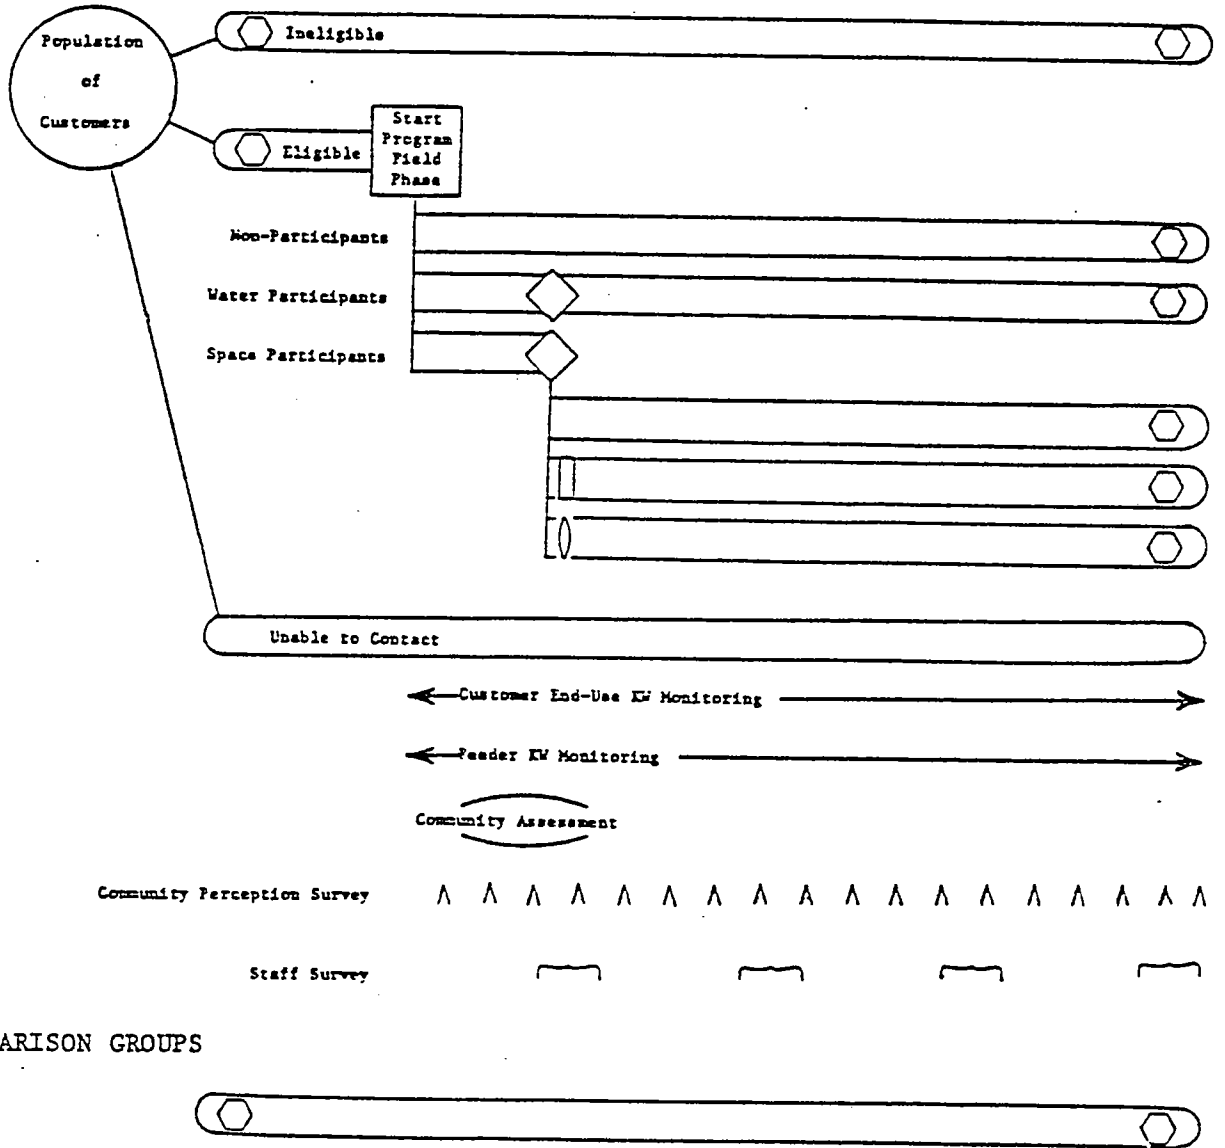 Population
of
Customers
Ineligible
Eligible
Start
Program
Field
Phase
Non-Participants
Water Participants
Space Participants
Unable to Contact
Customer End-Use KW Monitoring
Feeder KW Monitoring
Community Assessment
Community Perception Survey
Staff Survey
ARISON GROUPS